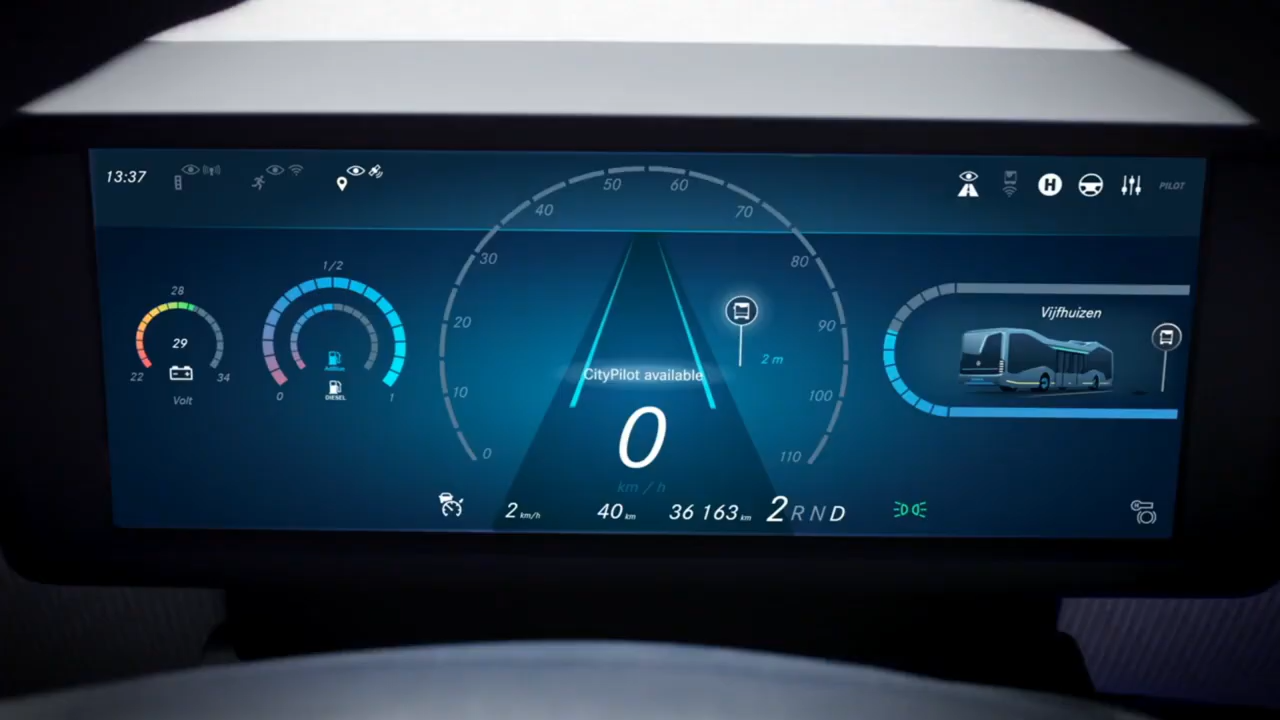 13:37
PILOT
50 60
40 70
30 80
20 90
10 100
0 110
28
29
22 34
Volt
1/2
0 1
DIESEL
2 m
CityPilot available
0
km / h
2 km/h 40 km 36 163 km 2 R N D
Vijfhuizen
H